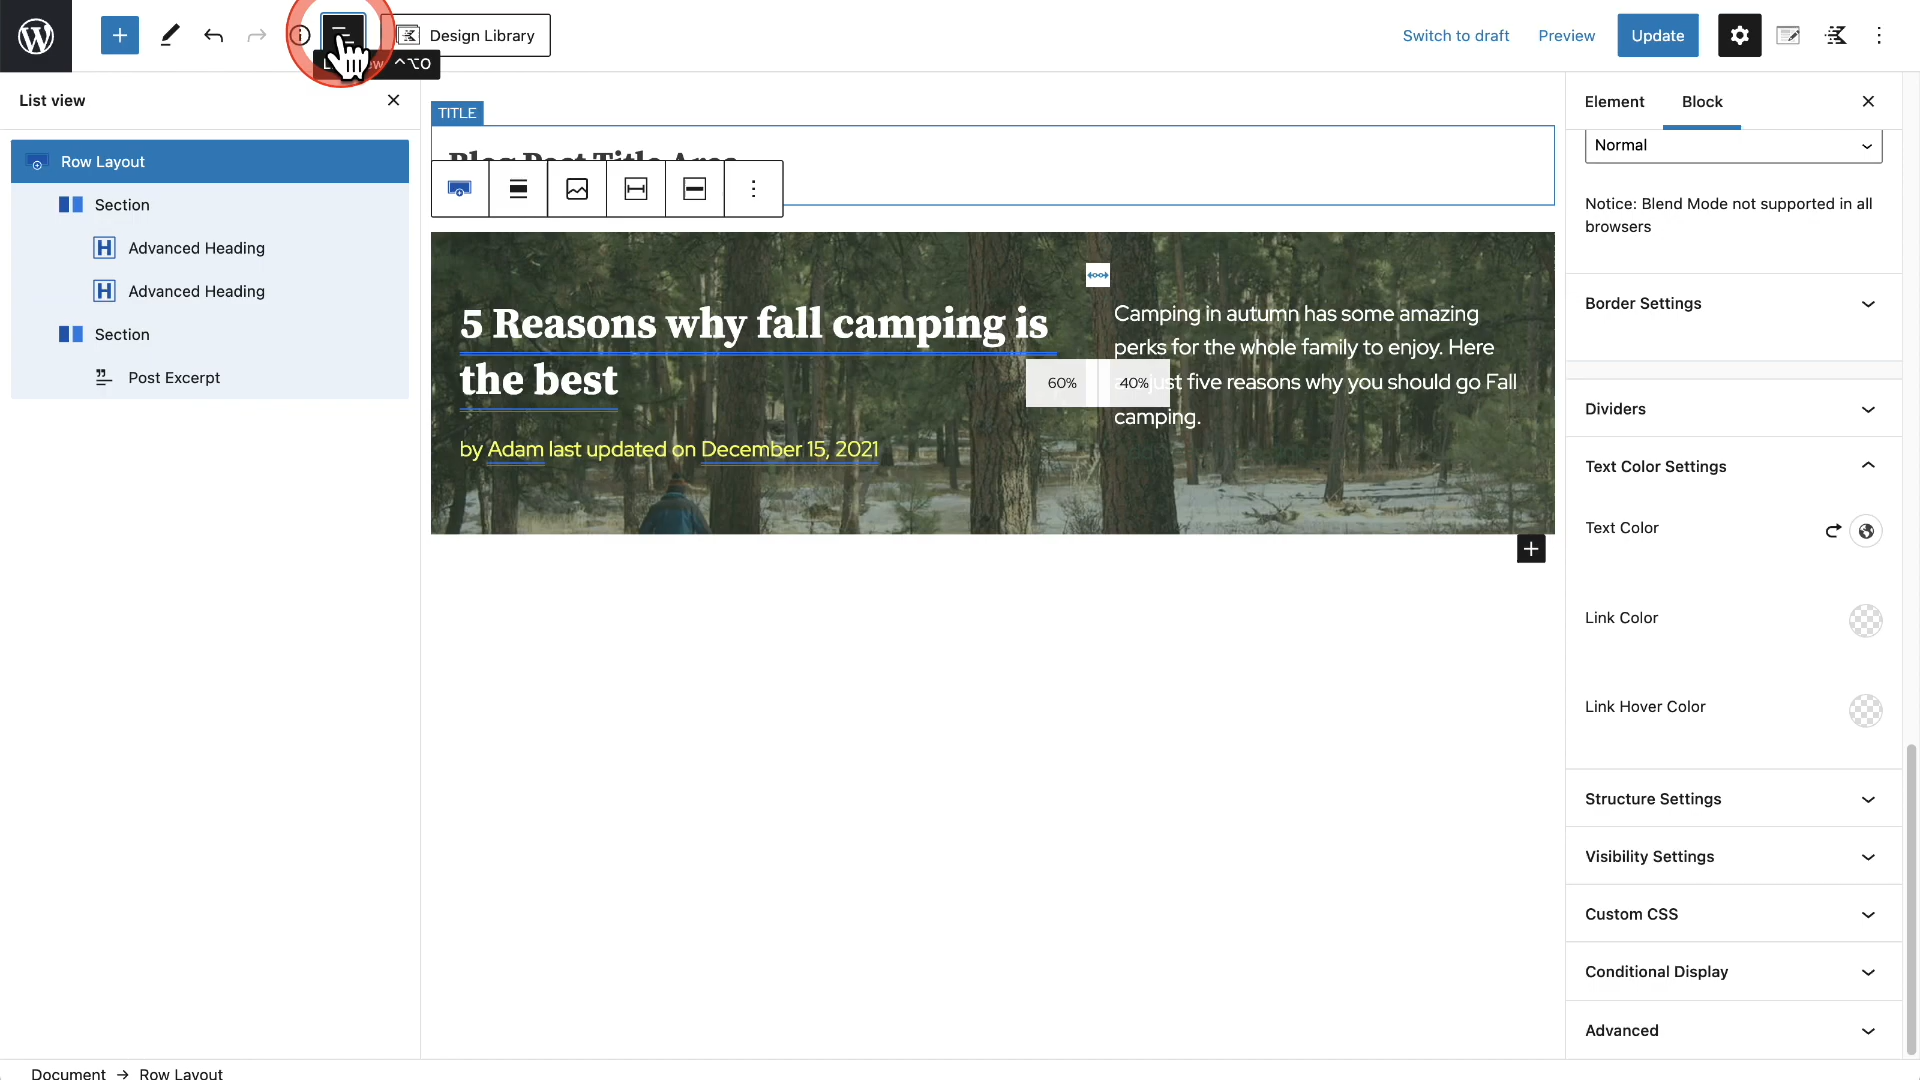 Design Library
Switch to draft
Preview
Update
^⌥O
List view
TITLE
Element
Block
Row Layout
Section
Advanced Heading
Advanced Heading
Section
Post Excerpt
Blog Post Title Area
5 Reasons why fall camping is
the best
by Adam last updated on December 15, 2021
Camping in autumn has some amazing
perks for the whole family to enjoy. Here
just five reasons why you should go Fall
camping.
60%
40%
Normal
Notice: Blend Mode not supported in all
browsers
Border Settings
Dividers
Text Color Settings
Text Color
Link Color
Link Hover Color
Structure Settings
Visibility Settings
Custom CSS
Conditional Display
Advanced
Document → Row Layout